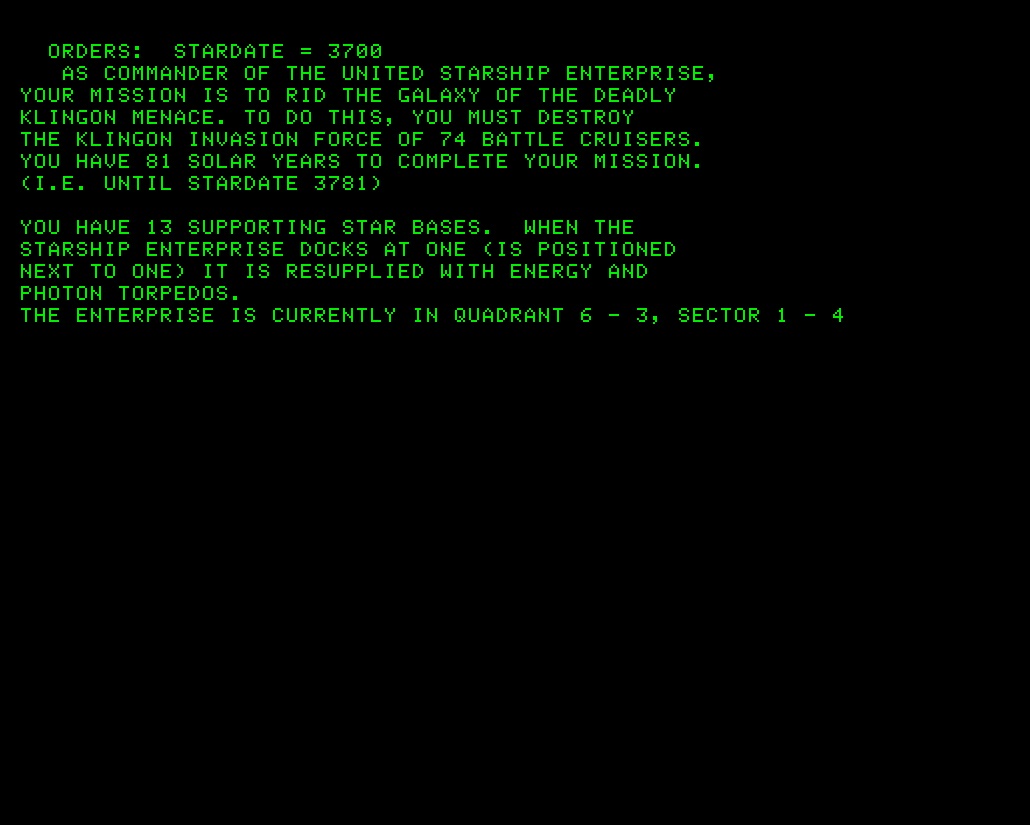 ORDERS:  STARDATE = 3700
AS COMMANDER OF THE UNITED STARSHIP ENTERPRISE,
YOUR MISSION IS TO RID THE GALAXY OF THE DEADLY
KLINGON MENACE. TO DO THIS, YOU MUST DESTROY
THE KLINGON INVASION FORCE OF 74 BATTLE CRUISERS.
YOU HAVE 81 SOLAR YEARS TO COMPLETE YOUR MISSION.
(I.E. UNTIL STARDATE 3781)

YOU HAVE 13 SUPPORTING STAR BASES.  WHEN THE
STARSHIP ENTERPRISE DOCKS AT ONE (IS POSITIONED
NEXT TO ONE) IT IS RESUPPLIED WITH ENERGY AND
PHOTON TORPEDOS.
THE ENTERPRISE IS CURRENTLY IN QUADRANT 6 - 3, SECTOR 1 - 4